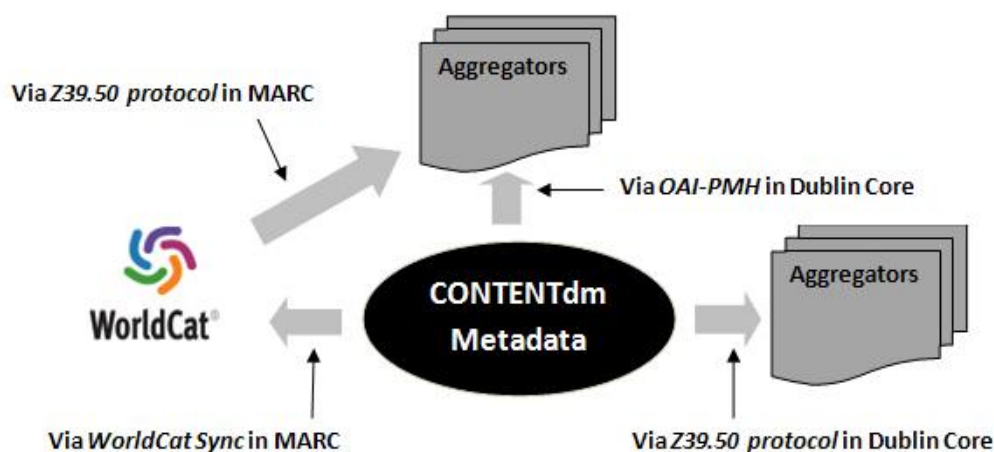 Aggregators
Via Z39.50 protocol in MARC
Via OAI-PMH in Dublin Core
Aggregators
CONTENTdm
Metadata
WorldCat®
Via WorldCat Sync in MARC
Via Z39.50 protocol in Dublin Core